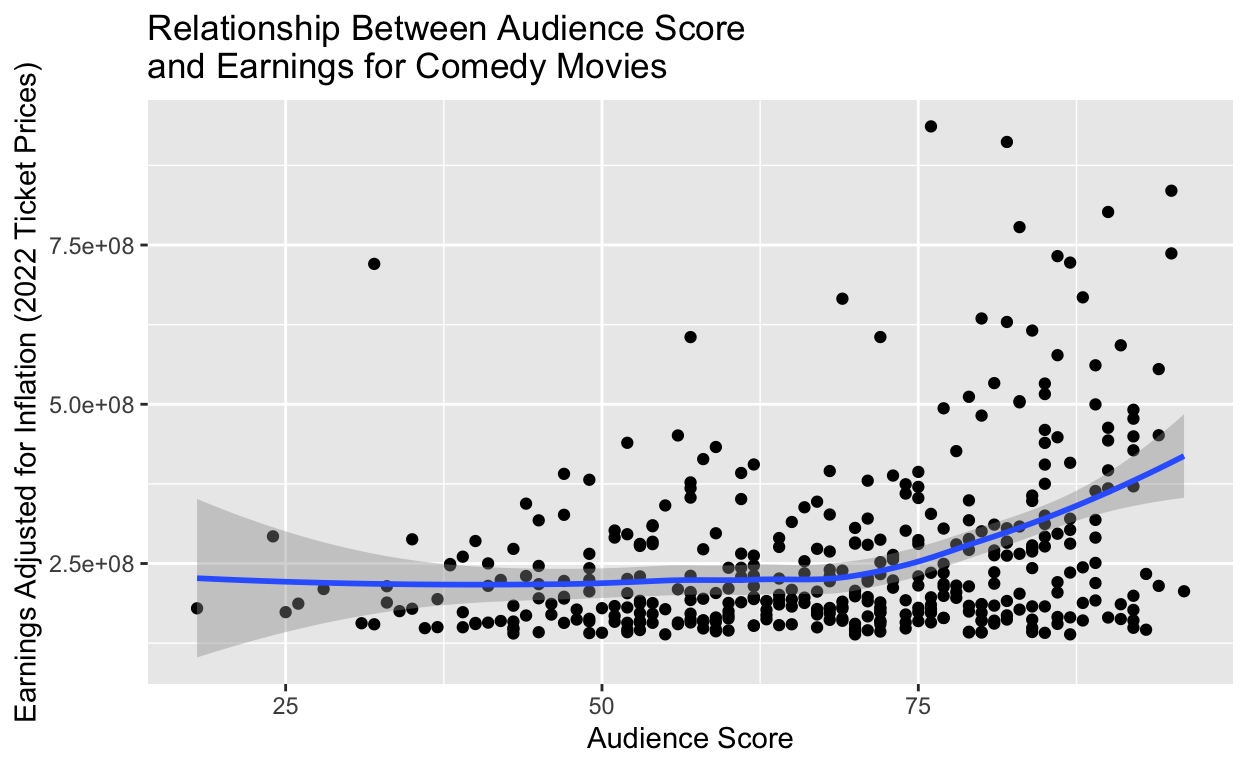 Relationship Between Audience Score
and Earnings for Comedy Movies
Earnings Adjusted for Inflation (2022 Ticket Prices)
7.5e+08
5.0e+08
2.5e+08
25
50
75
Audience Score